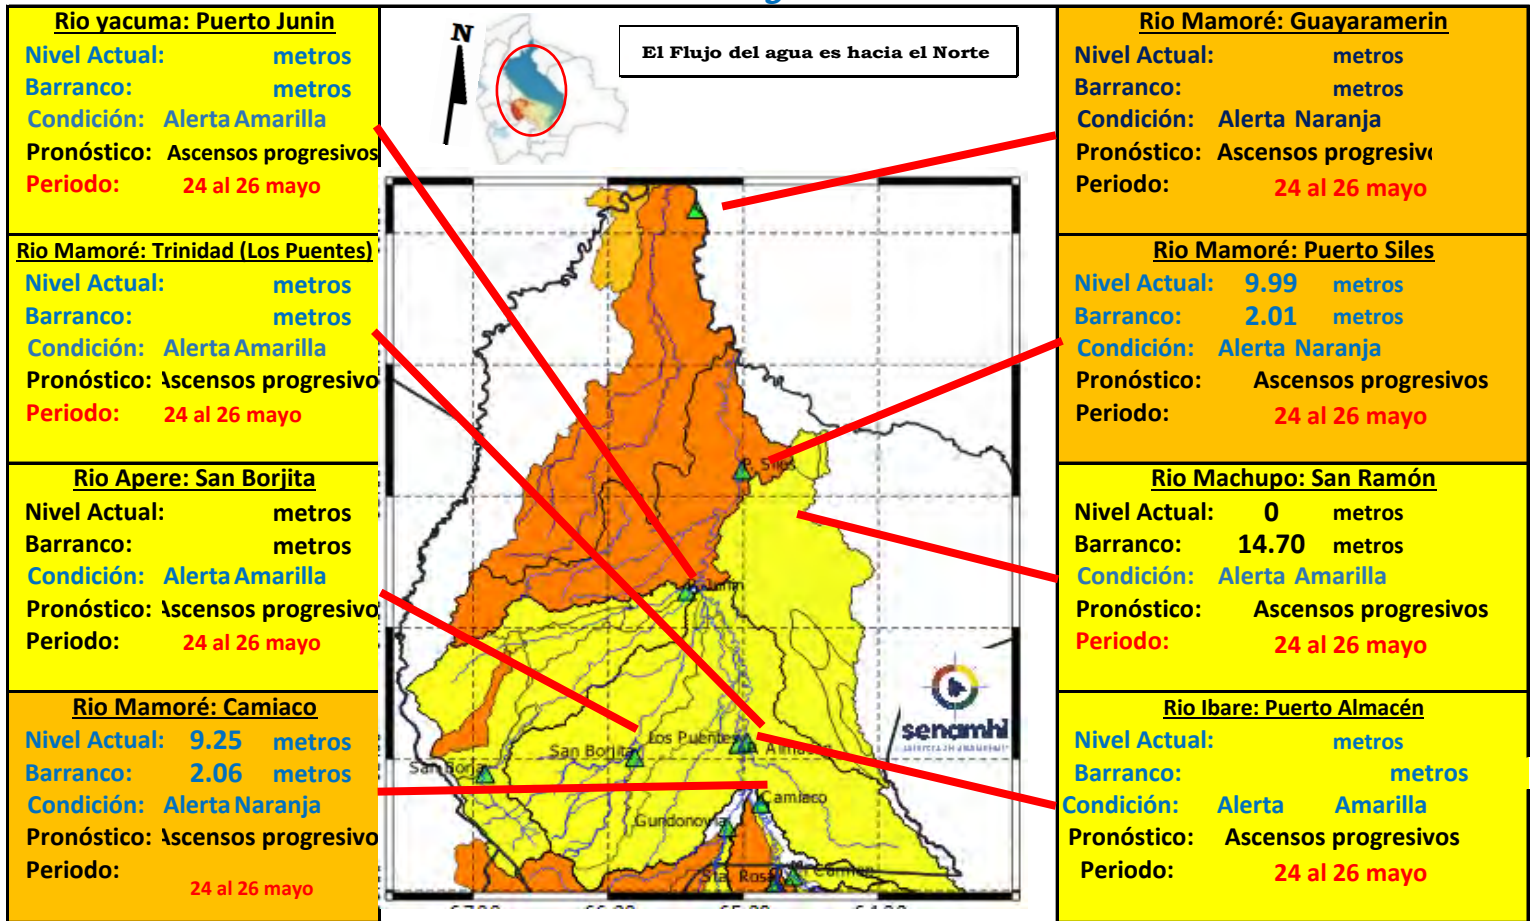 Rio yacuma: Puerto Junin
Nivel Actual: metros
Barranco: metros
Condición: Alerta Amarilla
Pronóstico: Ascensos progresivos
Periodo: 24 al 26 mayo
Rio Mamoré: Trinidad (Los Puentes)
Nivel Actual: metros
Barranco: metros
Condición: Alerta Amarilla
Pronóstico: Ascensos progresivo
Periodo: 24 al 26 mayo
Rio Apere: San Borjita
Nivel Actual: metros
Barranco: metros
Condición: Alerta Amarilla
Pronóstico: Ascensos progresivo
Periodo: 24 al 26 mayo
Rio Mamoré: Camiaco
Nivel Actual: 9.25 metros
Barranco: 2.06 metros
Condición: Alerta Naranja
Pronóstico: Ascensos progresivo
Periodo:
24 al 26 mayo
N
El Flujo del agua es hacia el Norte
P. Siles
Junin
Los Puentes
P. Almacén
San Borjita
San Borja
Camiaco
Gundonovia
Sta. Rosa
El Carmen
senamhi
Rio Mamoré: Guayaramerin
Nivel Actual: metros
Barranco: metros
Condición: Alerta Naranja
Pronóstico: Ascensos progresiv
Periodo: 24 al 26 mayo
Rio Mamoré: Puerto Siles
Nivel Actual: 9.99 metros
Barranco: 2.01 metros
Condición: Alerta Naranja
Pronóstico: Ascensos progresivos
Periodo: 24 al 26 mayo
Rio Machupo: San Ramón
Nivel Actual: 0 metros
Barranco: 14.70 metros
Condición: Alerta Amarilla
Pronóstico: Ascensos progresivos
Periodo: 24 al 26 mayo
Rio Ibare: Puerto Almacén
Nivel Actual: metros
Barranco: metros
Condición: Alerta Amarilla
Pronóstico: Ascensos progresivos
Periodo: 24 al 26 mayo